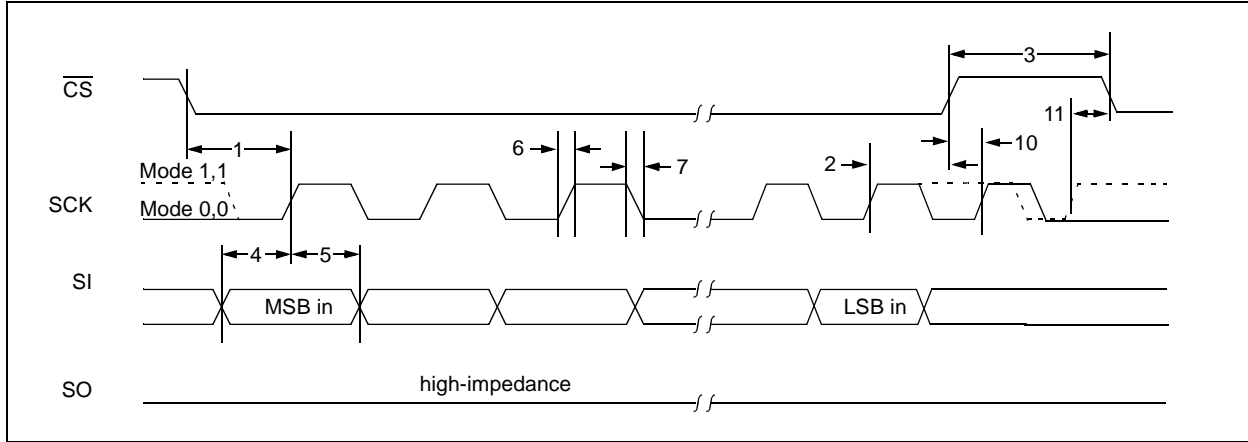 3
CS
11
1
6
10
Mode 1,1
7
2
SCK
Mode 0,0
4
5
SI
MSB in
LSB in
high-impedance
SO